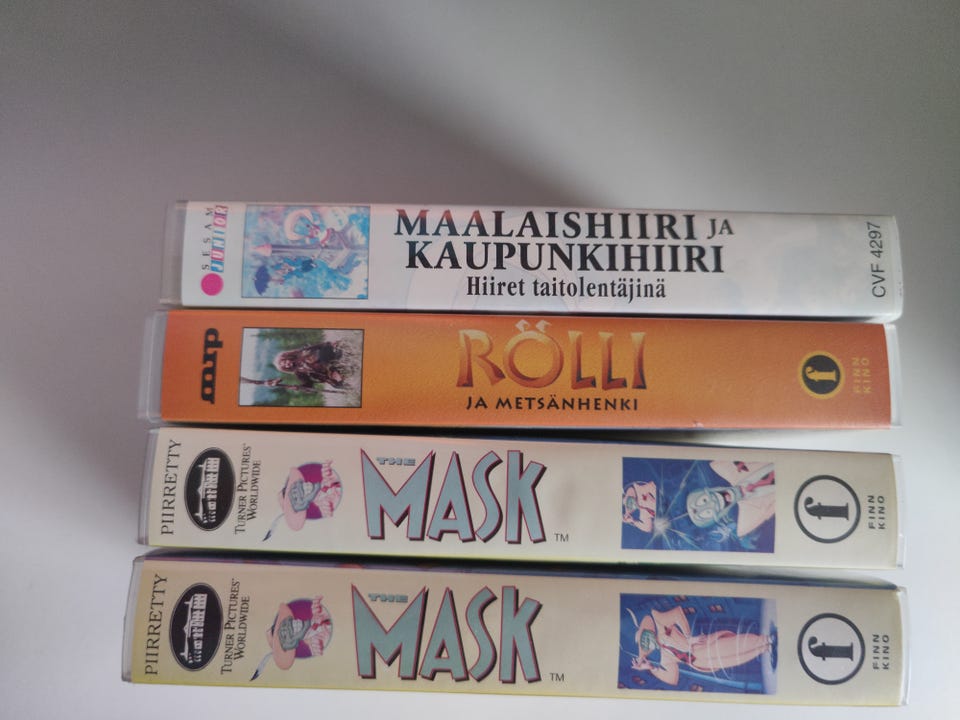 SESAM
JUNIOR
MAALAISHIIRI JA
KAUPUNKIHIIRI
Hiiret taitolentäjinä
CVF 4297
mrp
RÖLLI
JA METSÄNHENKI
f
FINN
KINO
PIIRRETTY
TURNER PICTURES
WORLDWIDE
THE
MASK
TM
f
FINN
KINO
PIIRRETTY
TURNER PICTURES
WORLDWIDE
THE
MASK
TM
f
FINN
KINO